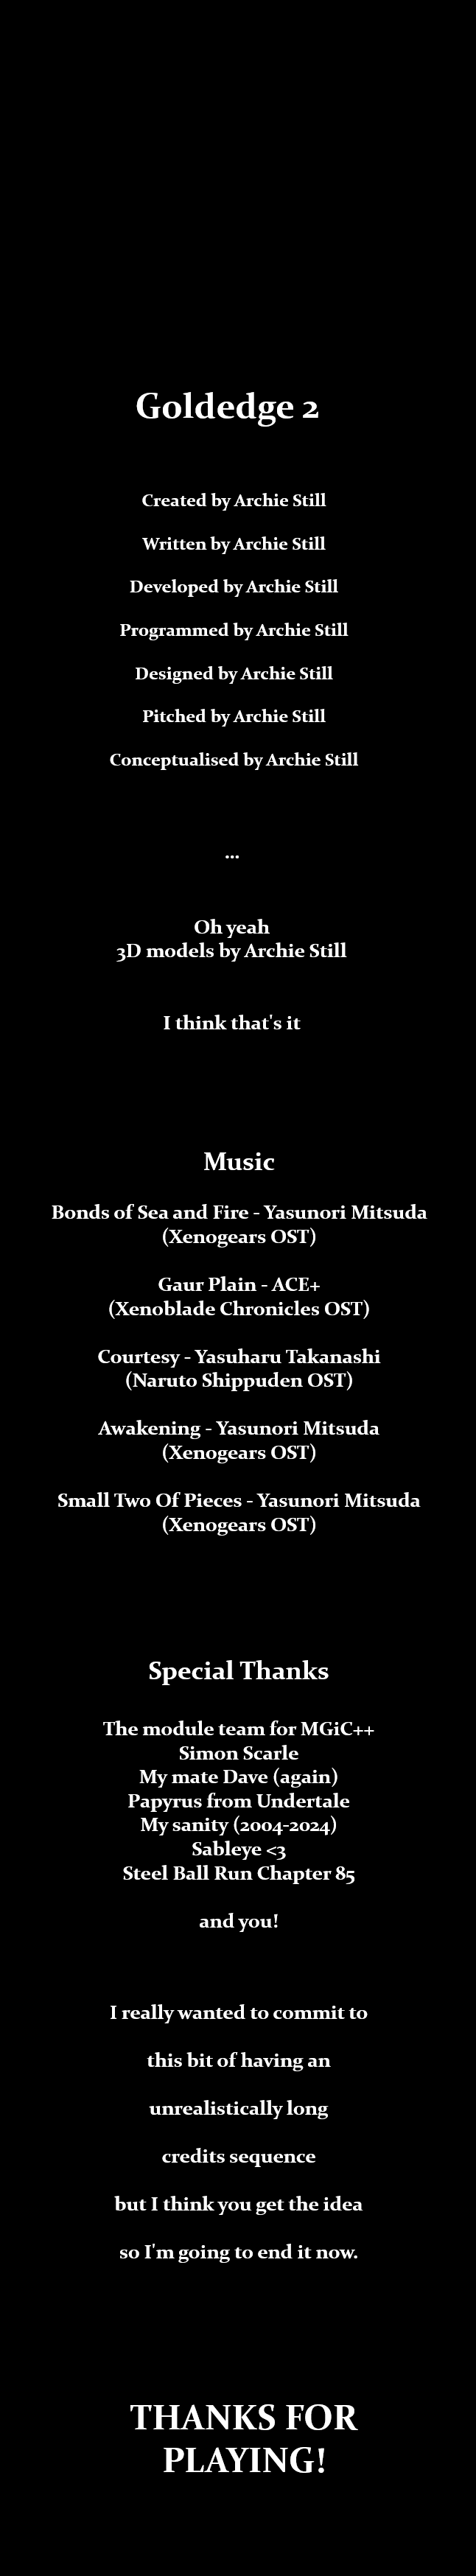 Goldedge 2
Created by Archie Still
Written by Archie Still
Developed by Archie Still
Programmed by Archie Still
Designed by Archie Still
Pitched by Archie Still
Conceptualised by Archie Still
...
Oh yeah
3D models by Archie Still
I think that's it
Music
Bonds of Sea and Fire - Yasunori Mitsuda
(Xenogears OST)
Gaur Plain - ACE+
(Xenoblade Chronicles OST)
Courtesy - Yasuharu Takanashi
(Naruto Shippuden OST)
Awakening - Yasunori Mitsuda
(Xenogears OST)
Small Two Of Pieces - Yasunori Mitsuda
(Xenogears OST)
Special Thanks
The module team for MGiC++
Simon Scarle
My mate Dave (again)
Papyrus from Undertale
My sanity (2004-2024)
Sableye <3
Steel Ball Run Chapter 85
and you!
I really wanted to commit to
this bit of having an
unrealistically long
credits sequence
but I think you get the idea
so I'm going to end it now.
THANKS FOR
PLAYING!